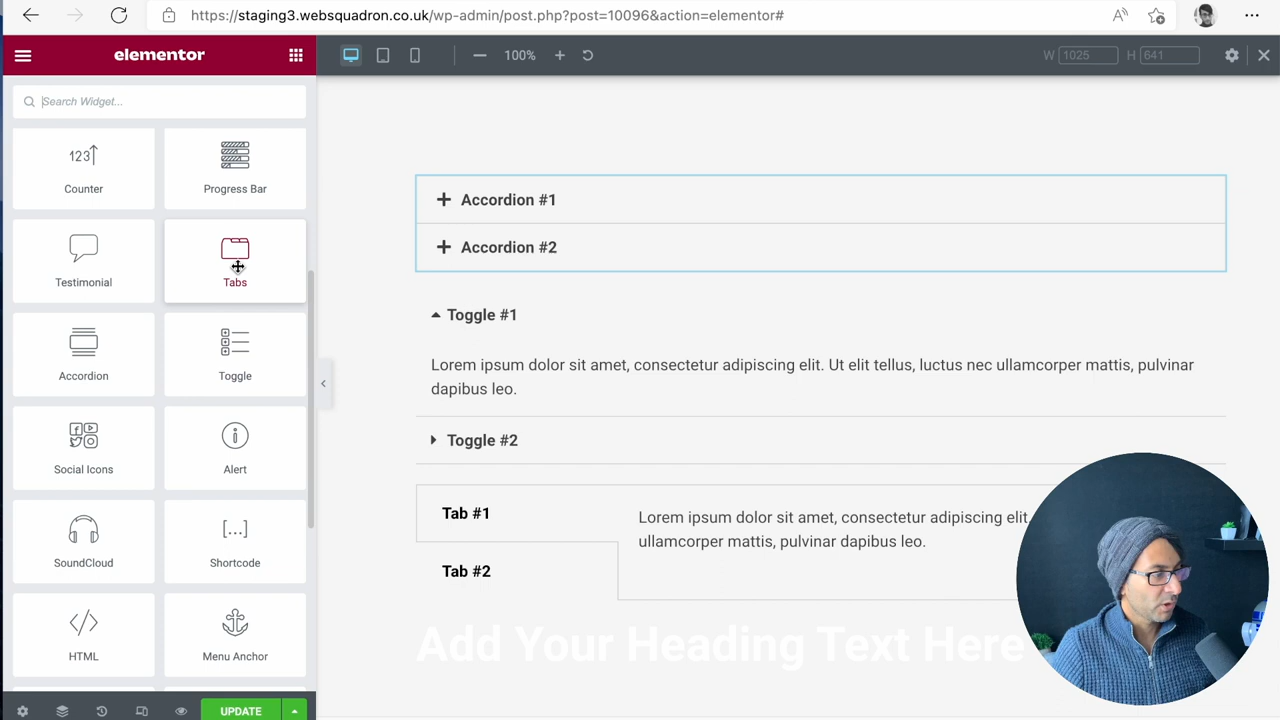 https://staging3.websquadron.co.uk/wp-admin/post.php?post=10096&action=elementor#
elementor
100%
W 1025 H 641
Search Widget...
123
Counter
Progress Bar
Testimonial
Tabs
Accordion
Toggle
Social Icons
Alert
SoundCloud
[...]
Shortcode
</>
HTML
Menu Anchor
UPDATE
Accordion #1
Accordion #2
Toggle #1
Lorem ipsum dolor sit amet, consectetur adipiscing elit. Ut elit tellus, luctus nec ullamcorper mattis, pulvinar
dapibus leo.
Toggle #2
Tab #1
Tab #2
Lorem ipsum dolor sit amet, consectetur adipiscing elit.
ullamcorper mattis, pulvinar dapibus leo.
Add Your Heading Text Here